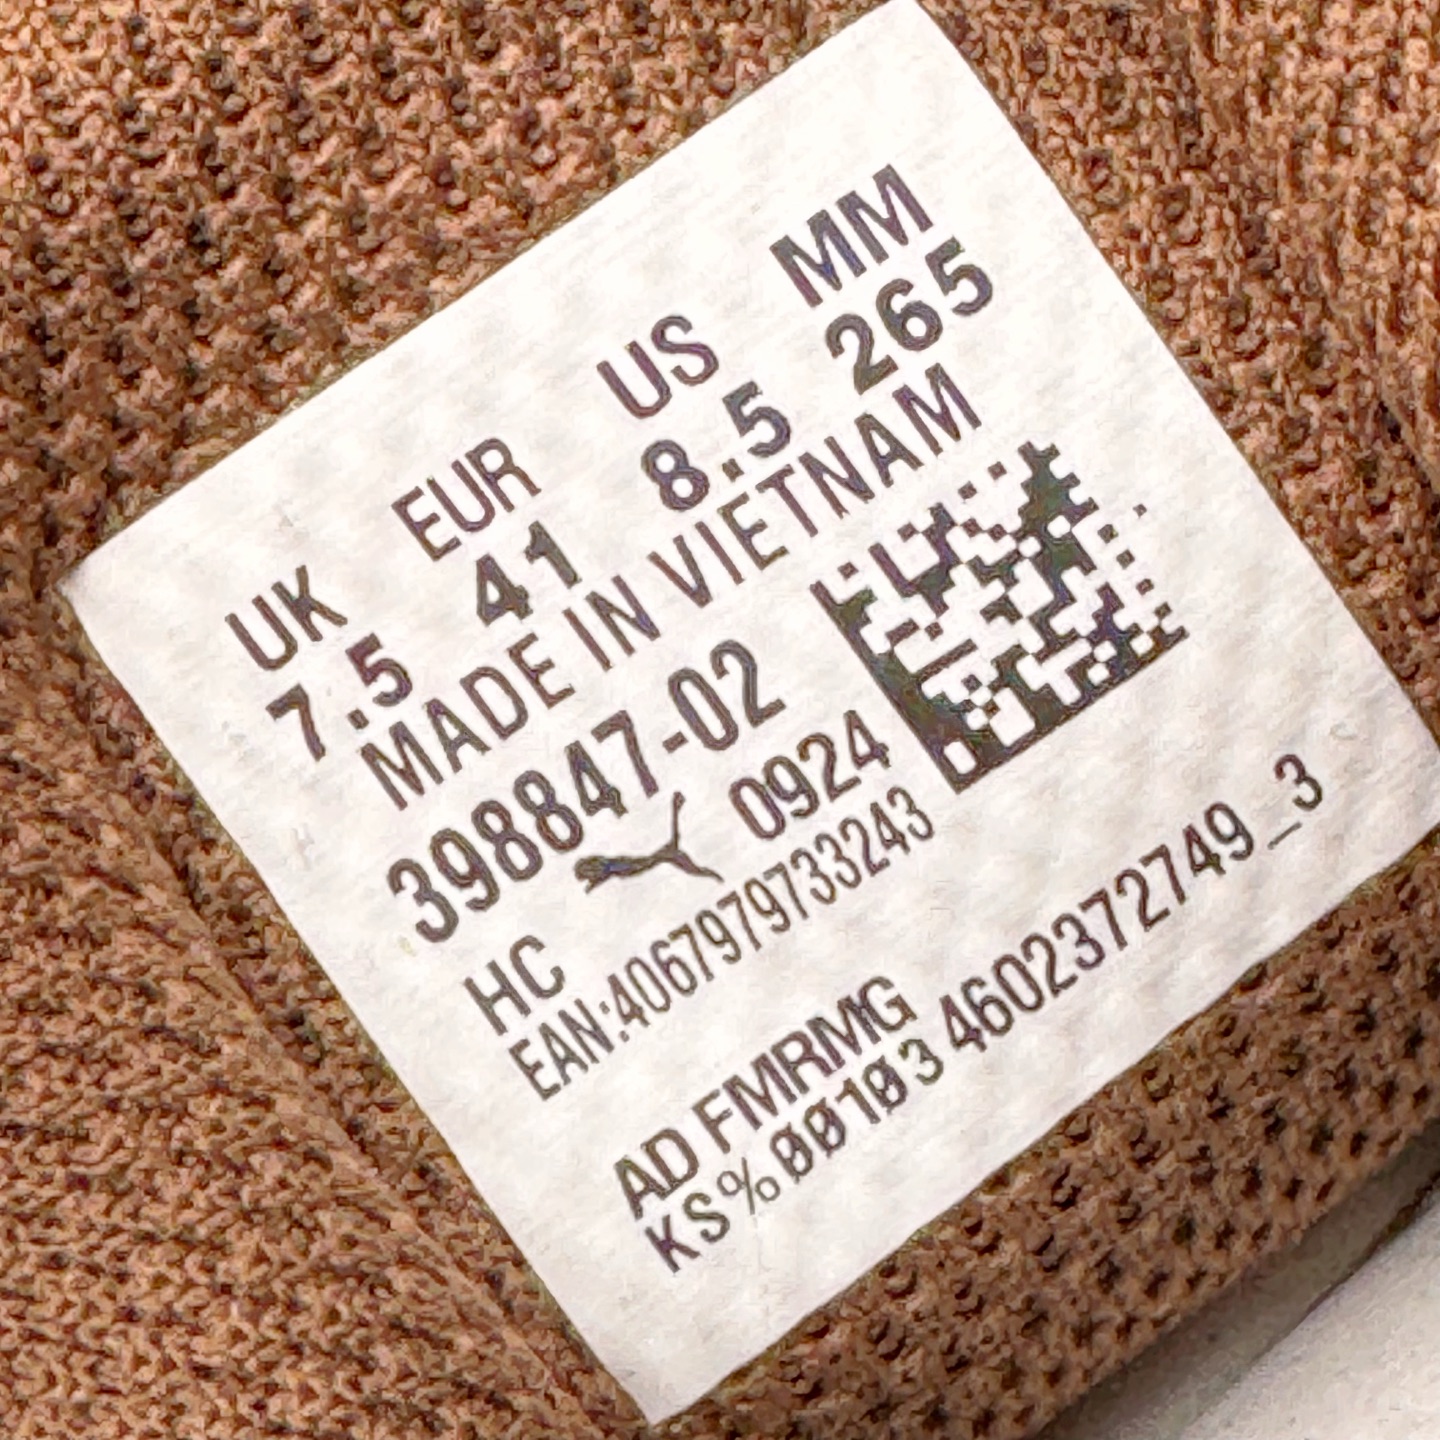 UK EUR US MM
7.5 41 8.5 265
MADE IN VIETNAM
398847-02
HC 0924
EAN:4067979733243
AD FMRMG
KS%00103 4602372749_3